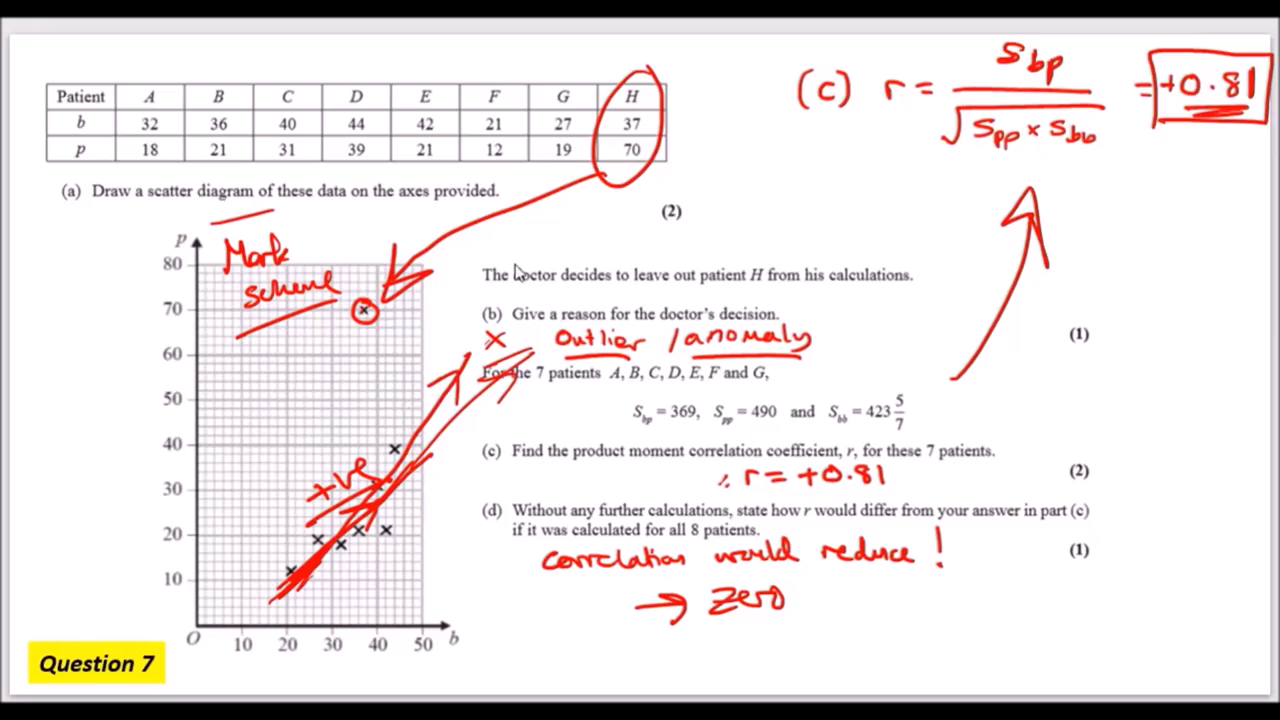 (c) r = Sbp / √Spp × Sbb = +0.81
Patient A B C D E F G H
b 32 36 40 44 42 21 27 37
p 18 21 31 39 21 12 19 70
(a) Draw a scatter diagram of these data on the axes provided.
(2)
Mark
scheme
p
80
70
60
50
40
30
20
10
O 10 20 30 40 50 b
+ve
The Doctor decides to leave out patient H from his calculations.
(b) Give a reason for the doctor's decision.
(1)
Outlier / anomaly
For the 7 patients A, B, C, D, E, F and G,
Sbp = 369, Spp = 490 and Sbb = 423 5/7
(c) Find the product moment correlation coefficient, r, for these 7 patients.
∴ r = +0.81
(2)
(d) Without any further calculations, state how r would differ from your answer in part (c)
if it was calculated for all 8 patients.
(1)
correlation would reduce!
→ zero
Question 7